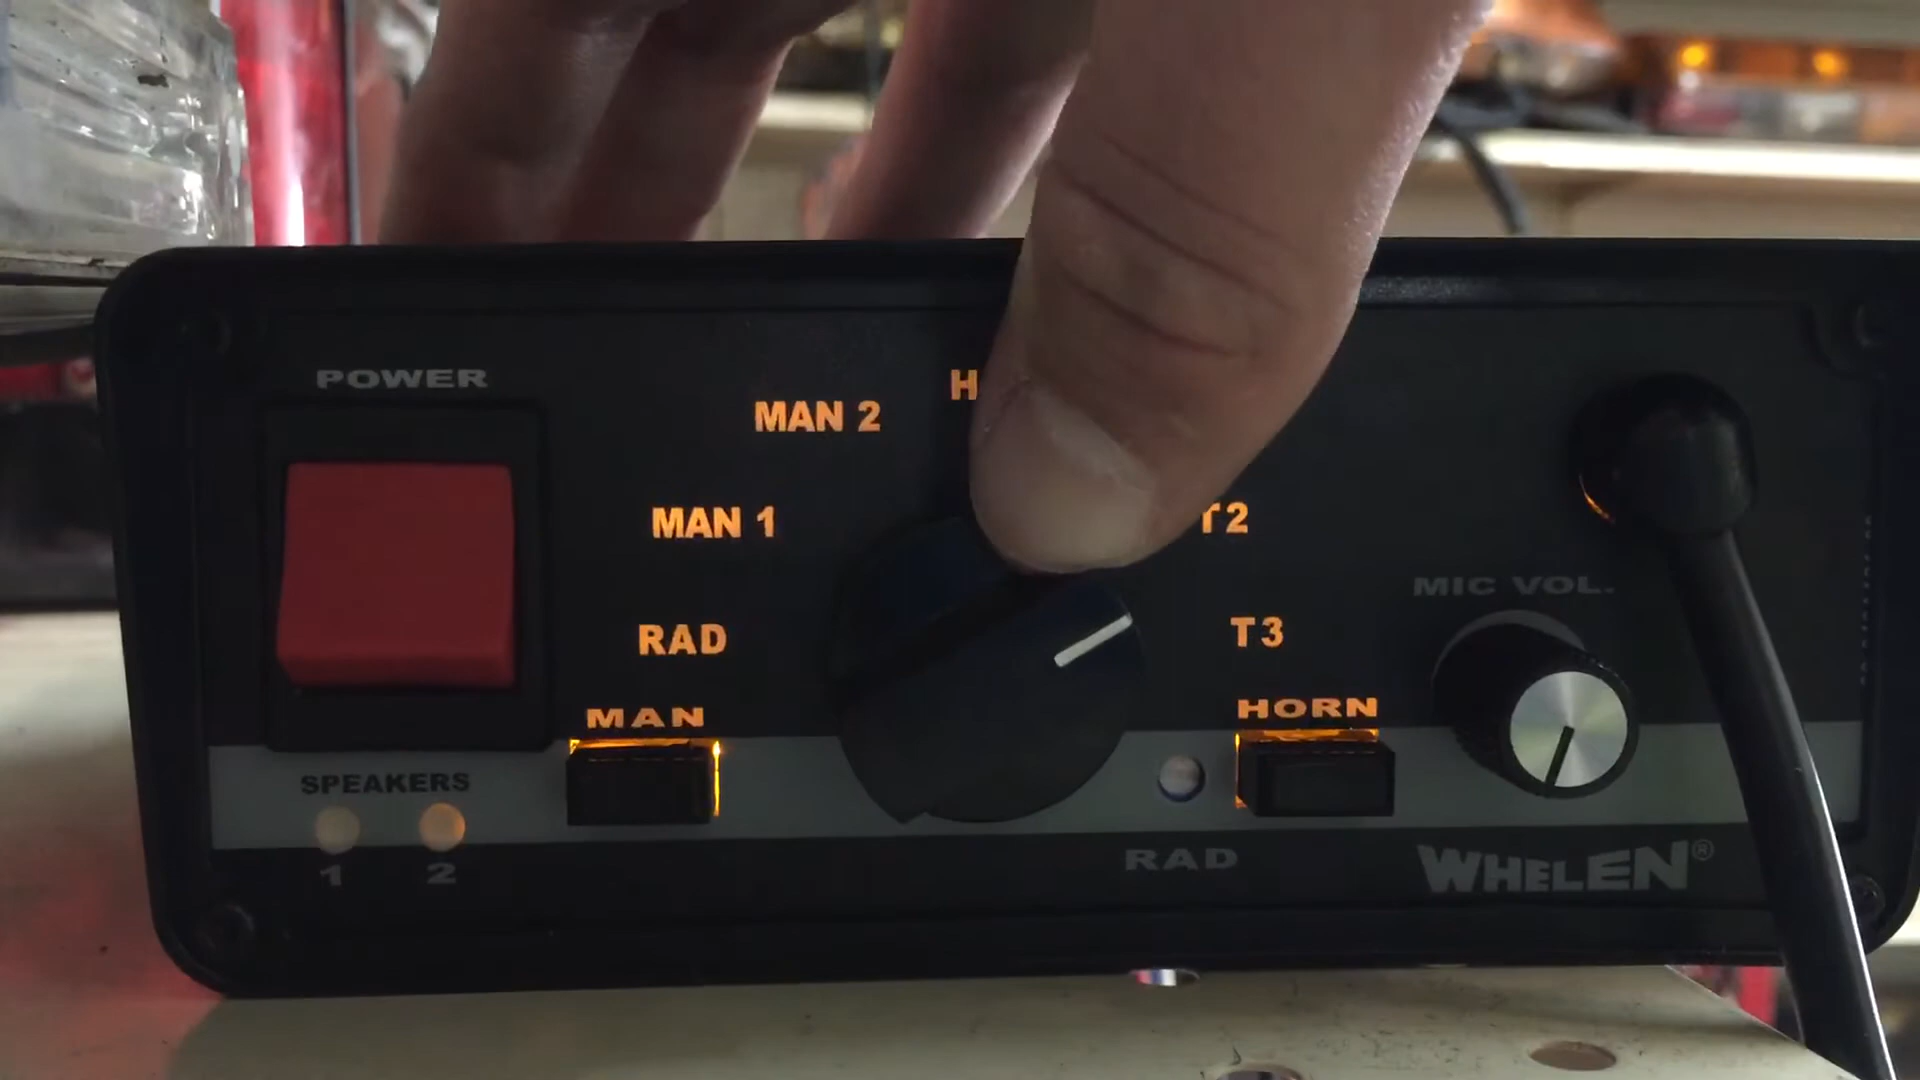 POWER
H
MAN 2
MAN 1
T2
MIC VOL.
RAD
T3
MAN
HORN
SPEAKERS
1 2
RAD
WHELEN®